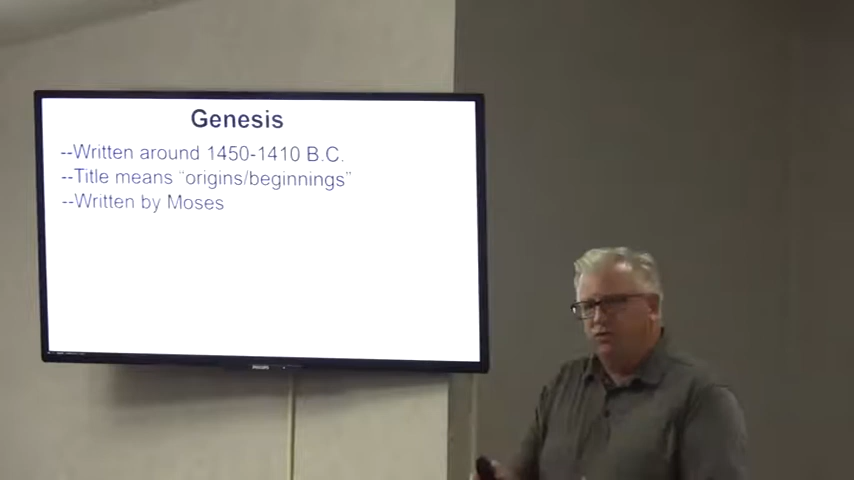 Genesis
--Written around 1450-1410 B.C.
--Title means “origins/beginnings”
--Written by Moses
PHILIPS